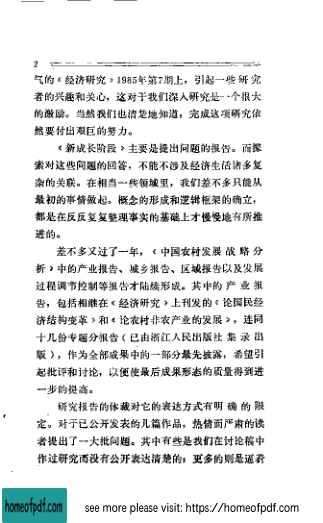 2
气的《经济研究》1985年第7期上，引起一些研究
者的兴趣和关心，这对于我们深入研究是一个很大
的激励。当然我们也清楚地知道，完成这项研究依
然要付出艰巨的努力。
《新成长阶段》主要是提出问题的报告。而探
索对这些问题的回答，不能不涉及经济生活诸多复
杂的关联。在相当一些领域里，我们差不多只能从
最初的事情做起。概念的形成和逻辑框架的确立，
都是在反反复复整理事实的基础上才慢慢地有所推
进的。
差不多又过了一年，《中国农村发展战略分
析》中的产业报告、城乡报告、区域报告以及发展
过程调节控制等报告才陆续形成。其中的产业报
告，包括相继在《经济研究》上刊发的《论国民经
济结构变革》和《论农村非农产业的发展》，连同
十几份专题分报告（已由浙江人民出版社集录出
版），作为全部成果中的一部分最先披露，希望引
起批评和讨论，以便使最后成果形态的质量得到进
一步的提高。
研究报告的体裁对它的表达方式有明确的限
定。对于已公开发表的几篇作品，热情而严肃的读
者提出了一大批问题。其中有些是我们在讨论稿中
作过研究而没有公开表达清楚的；更多的则是逼着
homeofpdf.com
see more please visit: https://homeofpdf.com